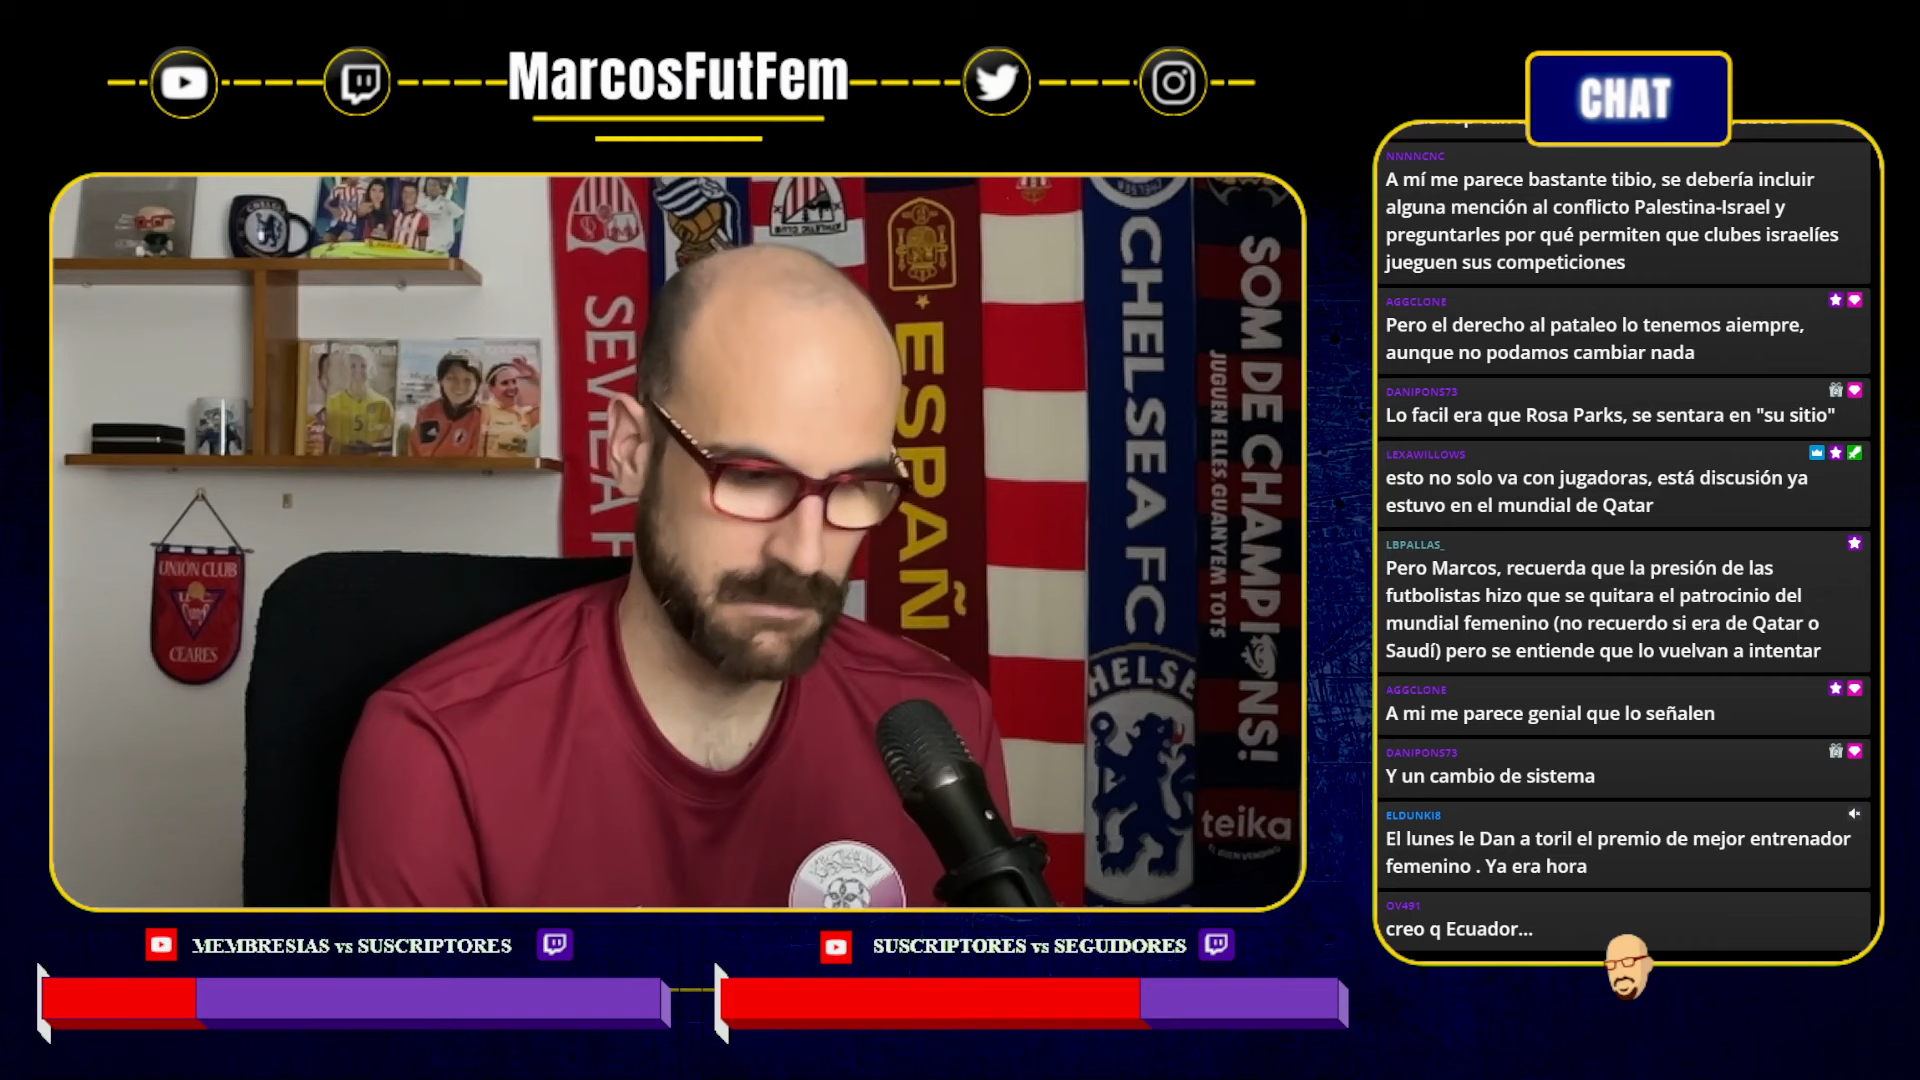 MarcosFutFem
CHAT
NNNNCNC
A mí me parece bastante tibio, se debería incluir
alguna mención al conflicto Palestina-Israel y
preguntarles por qué permiten que clubes israelíes
jueguen sus competiciones
AGGCLONE
Pero el derecho al pataleo lo tenemos aiempre,
aunque no podamos cambiar nada
DANIPONS73
Lo facil era que Rosa Parks, se sentara en "su sitio"
LEXAWILLOWS
esto no solo va con jugadoras, está discusión ya
estuvo en el mundial de Qatar
LBPALLAS_
Pero Marcos, recuerda que la presión de las
futbolistas hizo que se quitara el patrocinio del
mundial femenino (no recuerdo si era de Qatar o
Saudí) pero se entiende que lo vuelvan a intentar
AGGCLONE
A mi me parece genial que lo señalen
DANIPONS73
Y un cambio de sistema
ELDUNKI8
El lunes le Dan a toril el premio de mejor entrenador
femenino . Ya era hora
OV491
creo q Ecuador...
SEVILLA F
ATHLETIC CLUB
ESPAÑ
CHELSEA FC
HELSE
SOM DE CHAMPIONS!
JUGUEN ELLES, GUANYEM TOTS
teika
UNIÓN CLUB
CEARES
MEMBRESIAS vs SUSCRIPTORES
SUSCRIPTORES vs SEGUIDORES